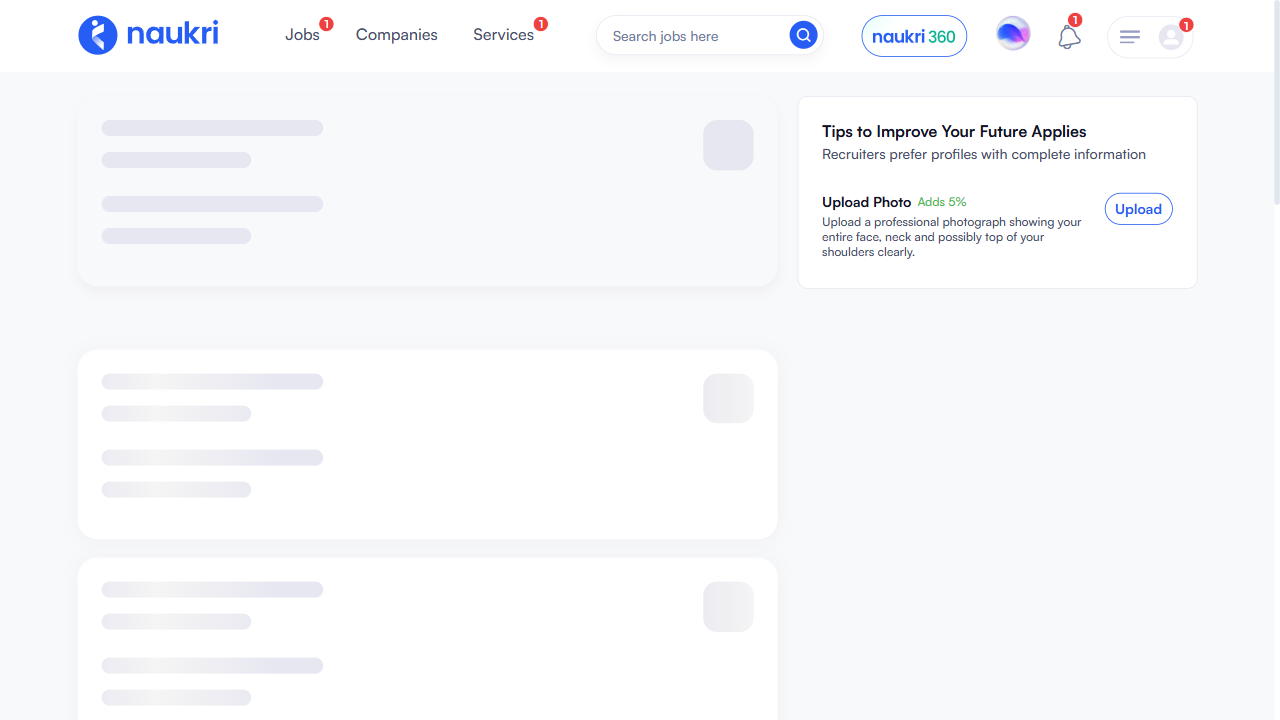 naukri
Jobs 1
Companies
Services 1
Search jobs here
naukri 360
1
1
Tips to Improve Your Future Applies
Recruiters prefer profiles with complete information
Upload Photo Adds 5%
Upload
Upload a professional photograph showing your
entire face, neck and possibly top of your
shoulders clearly.